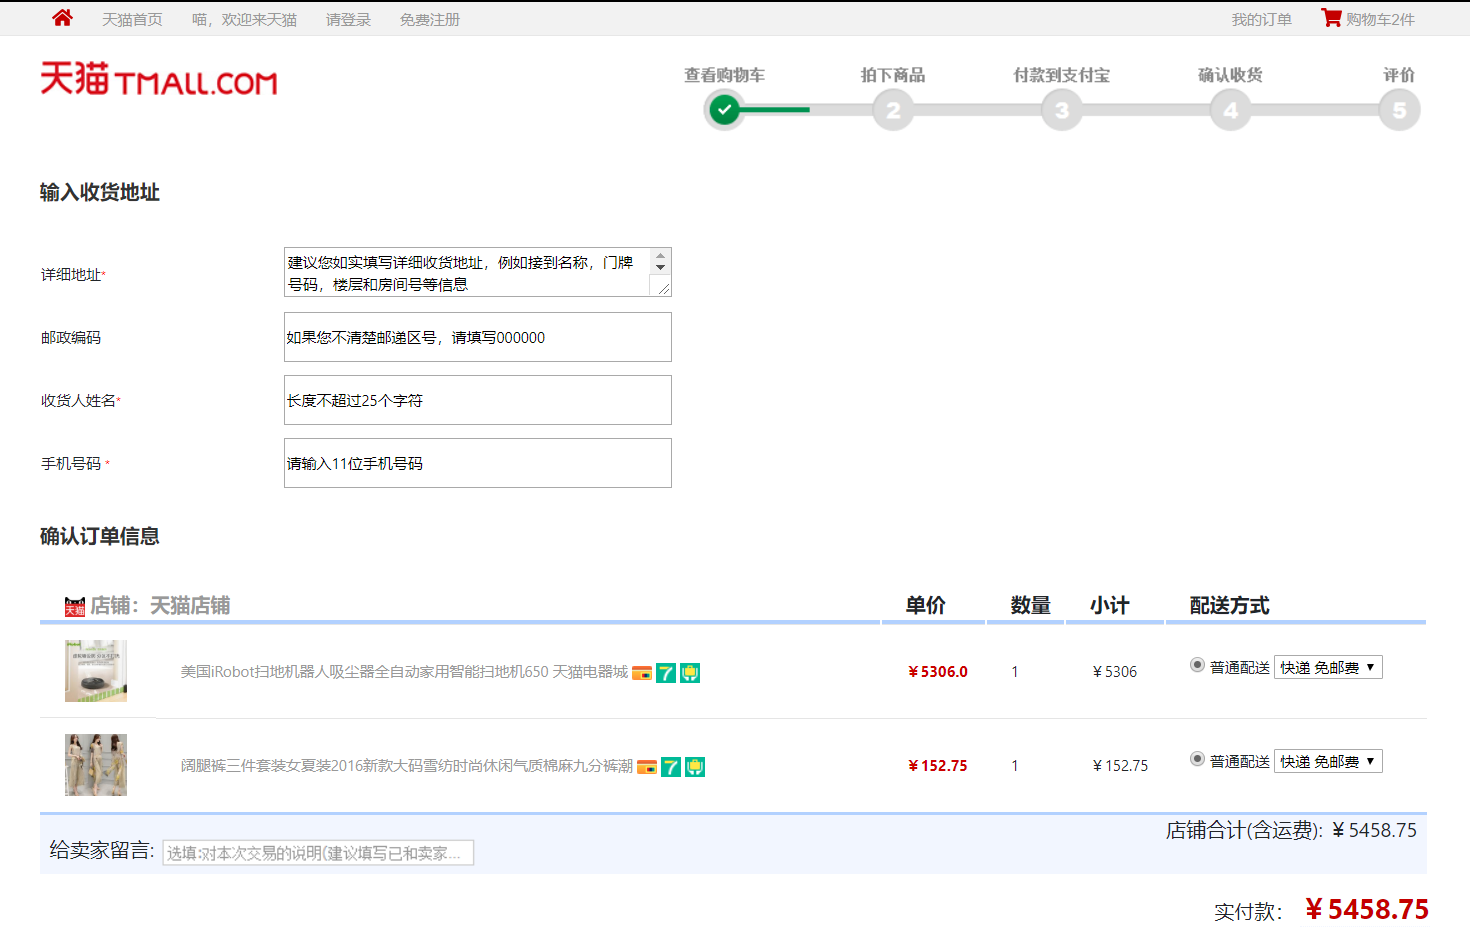 天猫首页 喵，欢迎来天猫 请登录 免费注册 我的订单 购物车2件
天猫 TMALL.COM
查看购物车 拍下商品 付款到支付宝 确认收货 评价
2 3 4 5
输入收货地址
详细地址* 建议您如实填写详细收货地址，例如接到名称，门牌
号码，楼层和房间号等信息
邮政编码 如果您不清楚邮递区号，请填写000000
收货人姓名* 长度不超过25个字符
手机号码 * 请输入11位手机号码
确认订单信息
天猫 店铺：天猫店铺 单价 数量 小计 配送方式
美国iRobot扫地机器人吸尘器全自动家用智能扫地机650 天猫电器城 7 ￥5306.0 1 ￥5306 普通配送 快递 免邮费
阔腿裤三件套装女夏装2016新款大码雪纺时尚休闲气质棉麻九分裤潮 7 ￥152.75 1 ￥152.75 普通配送 快递 免邮费
店铺合计(含运费): ￥5458.75
给卖家留言: 选填:对本次交易的说明(建议填写已和卖家...
实付款： ￥5458.75